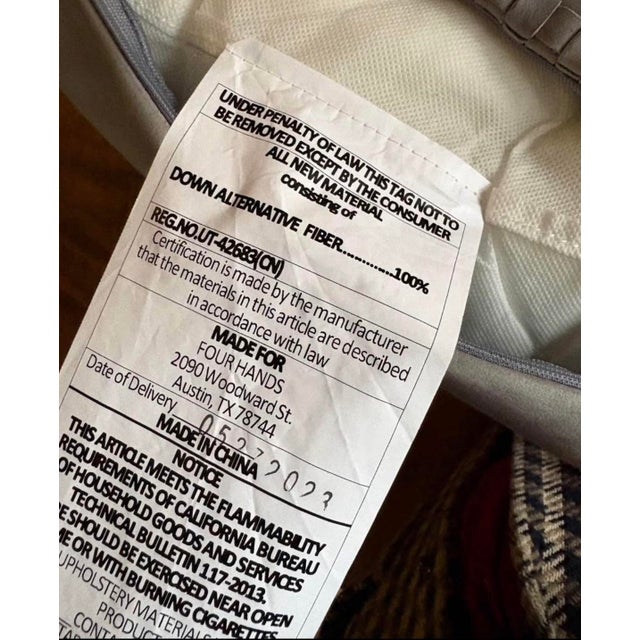 UNDER PENALTY OF LAW THIS TAG NOT TO
BE REMOVED EXCEPT BY THE CONSUMER
ALL NEW MATERIAL
consisting of
DOWN ALTERNATIVE FIBER..............100%
REG.NO.UT-42683(CN)
Certification is made by the manufacturer
that the materials in this article are described
in accordance with law
MADE FOR
FOUR HANDS
2090 Woodward St.
Austin, TX 78744
Date of Delivery 05272023
MADE IN CHINA
NOTICE
THIS ARTICLE MEETS THE FLAMMABILITY
REQUIREMENTS OF CALIFORNIA BUREAU
OF HOUSEHOLD GOODS AND SERVICES
TECHNICAL BULLETIN 117-2013.
SHOULD BE EXERCISED NEAR OPEN
OR WITH BURNING CIGARETTES.
UPHOLSTERY MATERIALS
PRODUCT